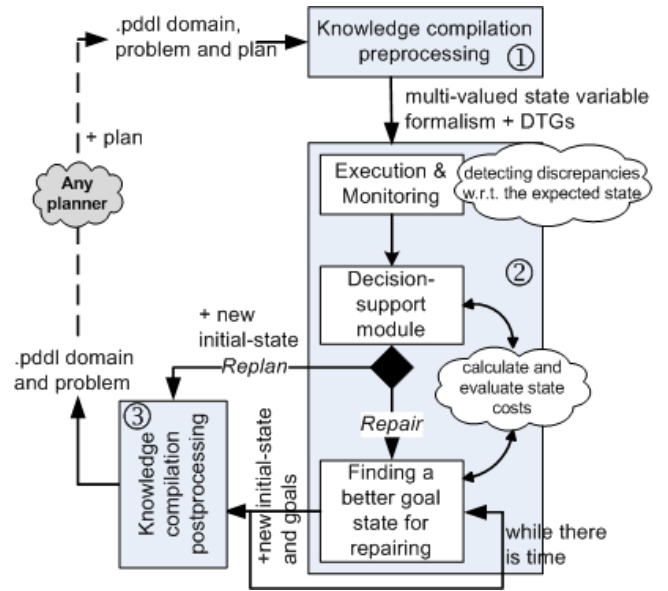 .pddl domain,
problem and plan
Knowledge compilation
preprocessing
①
multi-valued state variable
formalism + DTGs
+ plan
Any
planner
Execution &
Monitoring
detecting discrepancies
w.r.t. the expected state
②
Decision-
support
module
+ new
initial-state
Replan
.pddl domain
and problem
calculate and
evaluate state
costs
③
Knowledge
compilation
postprocessing
Repair
+new initial-state
and goals
Finding a
better goal
state for
repairing
while there
is time